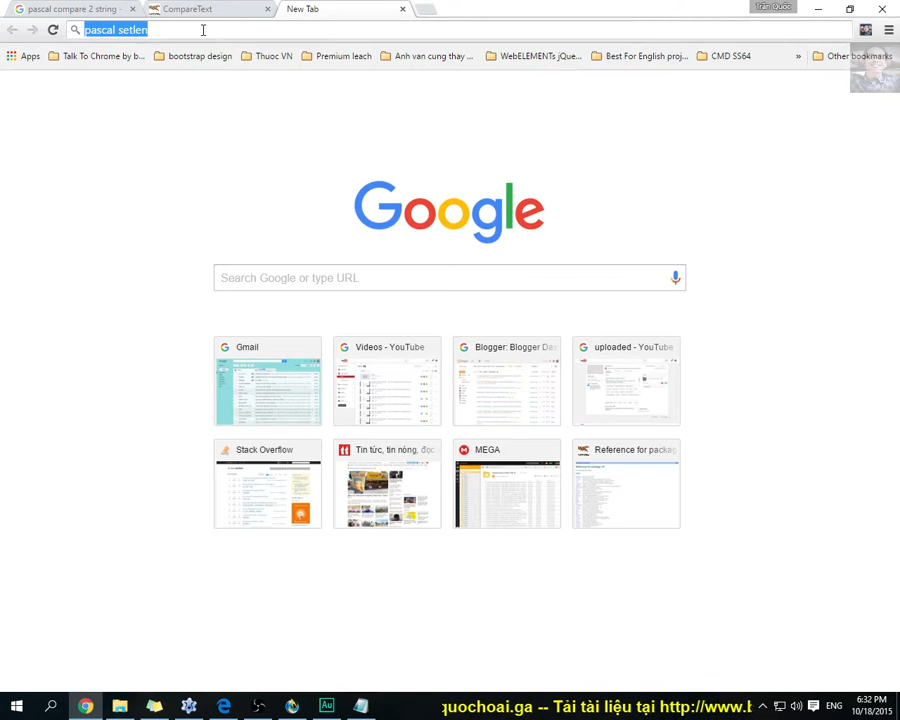 pascal compare 2 string -
CompareText
New Tab
Trần Quốc
pascal setlen
Apps
Talk To Chrome by b...
bootstrap design
Thuoc VN
Premium leach
Anh van cung thay ...
WebELEMENTs jQue...
Best For English proj...
CMD SS64
»
Other bookmarks
Google
Search Google or type URL
Gmail
Videos - YouTube
Blogger: Blogger Da
uploaded - YouTube
Stack Overflow
Tin tức, tin nóng, đọc
MEGA
Reference for packag
quochoai.ga -- Tải tài liệu tại http://www.
ENG
6:32 PM
10/18/2015